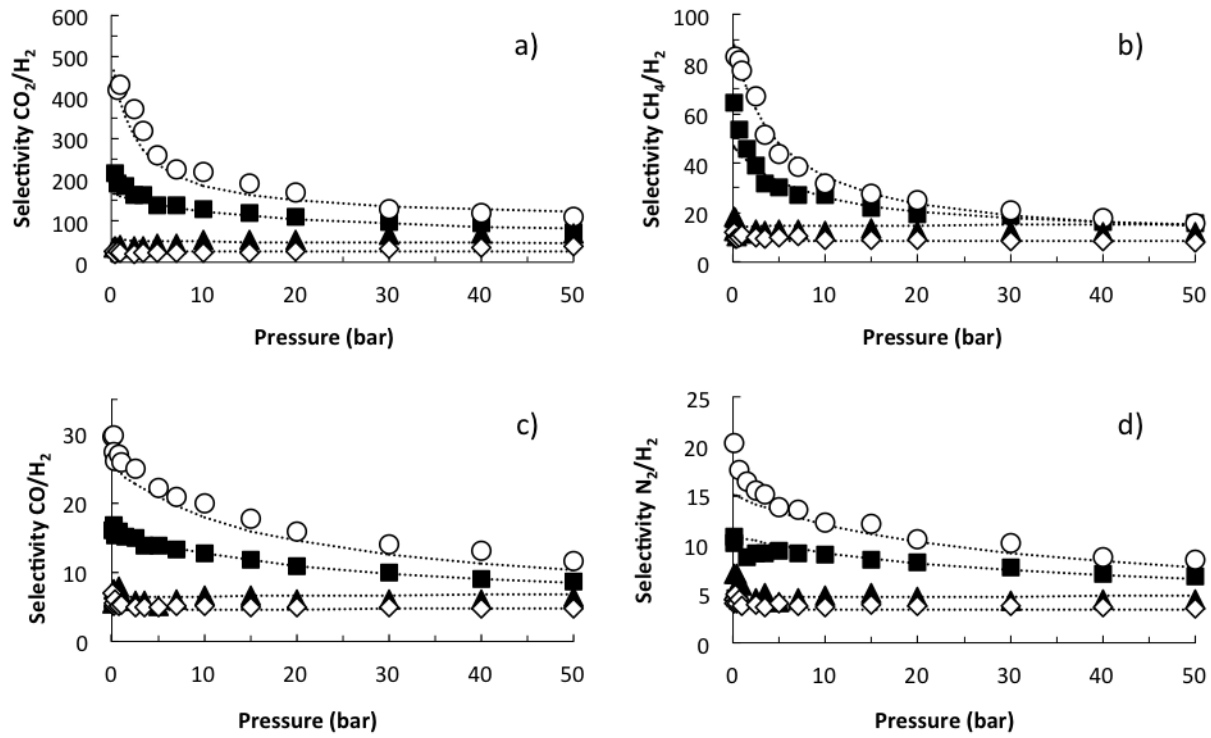 a)
Selectivity CO₂/H₂
600
500
400
300
200
100
0
0 10 20 30 40 50
Pressure (bar)
b)
Selectivity CH₄/H₂
100
80
60
40
20
0
0 10 20 30 40 50
Pressure (bar)
c)
Selectivity CO/H₂
30
20
10
0
0 10 20 30 40 50
Pressure (bar)
d)
Selectivity N₂/H₂
25
20
15
10
5
0
0 10 20 30 40 50
Pressure (bar)